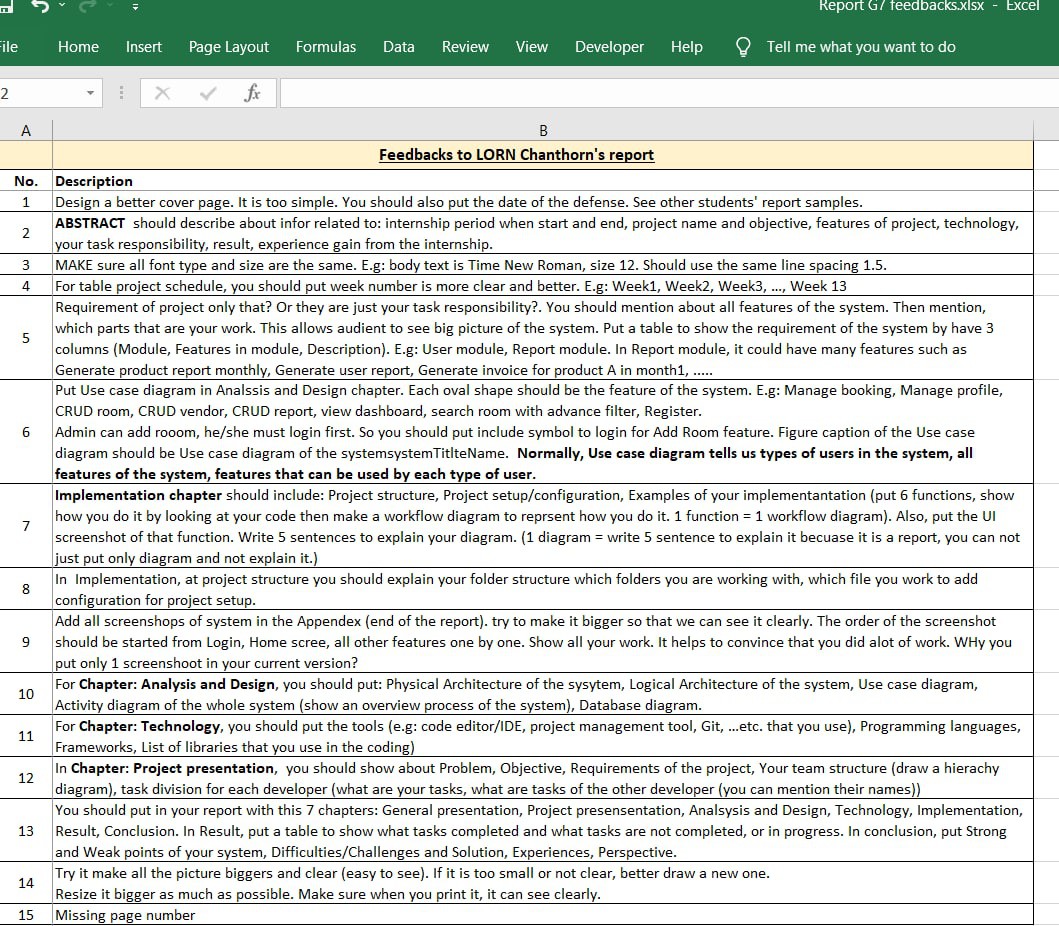 Report G7 feedbacks.xlsx - Excel
File Home Insert Page Layout Formulas Data Review View Developer Help Tell me what you want to do
2 fx
A B
Feedbacks to LORN Chanthorn's report
No. Description
1 Design a better cover page. It is too simple. You should also put the date of the defense. See other students' report samples.
ABSTRACT should describe about infor related to: internship period when start and end, project name and objective, features of project, technology,
2
your task responsibility, result, experience gain from the internship.
3 MAKE sure all font type and size are the same. E.g: body text is Time New Roman, size 12. Should use the same line spacing 1.5.
4 For table project schedule, you should put week number is more clear and better. E.g: Week1, Week2, Week3, ..., Week 13
Requirement of project only that? Or they are just your task responsibility?. You should mention about all features of the system. Then mention,
which parts that are your work. This allows audient to see big picture of the system. Put a table to show the requirement of the system by have 3
5
columns (Module, Features in module, Description). E.g: User module, Report module. In Report module, it could have many features such as
Generate product report monthly, Generate user report, Generate invoice for product A in month1, .....
Put Use case diagram in Analssis and Design chapter. Each oval shape should be the feature of the system. E.g: Manage booking, Manage profile,
CRUD room, CRUD vendor, CRUD report, view dashboard, search room with advance filter, Register.
6 Admin can add rooom, he/she must login first. So you should put include symbol to login for Add Room feature. Figure caption of the Use case
diagram should be Use case diagram of the systemsystemTitlteName. Normally, Use case diagram tells us types of users in the system, all
features of the system, features that can be used by each type of user.
Implementation chapter should include: Project structure, Project setup/configuration, Examples of your implementantation (put 6 functions, show
how you do it by looking at your code then make a workflow diagram to reprsent how you do it. 1 function = 1 workflow diagram). Also, put the UI
7
screenshot of that function. Write 5 sentences to explain your diagram. (1 diagram = write 5 sentence to explain it becuase it is a report, you can not
just put only diagram and not explain it.)
In Implementation, at project structure you should explain your folder structure which folders you are working with, which file you work to add
8
configuration for project setup.
Add all screenshops of system in the Appendex (end of the report). try to make it bigger so that we can see it clearly. The order of the screenshot
9 should be started from Login, Home scree, all other features one by one. Show all your work. It helps to convince that you did alot of work. WHy you
put only 1 screenshoot in your current version?
For Chapter: Analysis and Design, you should put: Physical Architecture of the sysytem, Logical Architecture of the system, Use case diagram,
10
Activity diagram of the whole system (show an overview process of the system), Database diagram.
For Chapter: Technology, you should put the tools (e.g: code editor/IDE, project management tool, Git, ...etc. that you use), Programming languages,
11
Frameworks, List of libraries that you use in the coding)
In Chapter: Project presentation, you should show about Problem, Objective, Requirements of the project, Your team structure (draw a hierachy
12
diagram), task division for each developer (what are your tasks, what are tasks of the other developer (you can mention their names))
You should put in your report with this 7 chapters: General presentation, Project presensentation, Analsysis and Design, Technology, Implementation,
13 Result, Conclusion. In Result, put a table to show what tasks completed and what tasks are not completed, or in progress. In conclusion, put Strong
and Weak points of your system, Difficulties/Challenges and Solution, Experiences, Perspective.
Try it make all the picture biggers and clear (easy to see). If it is too small or not clear, better draw a new one.
14
Resize it bigger as much as possible. Make sure when you print it, it can see clearly.
15 Missing page number